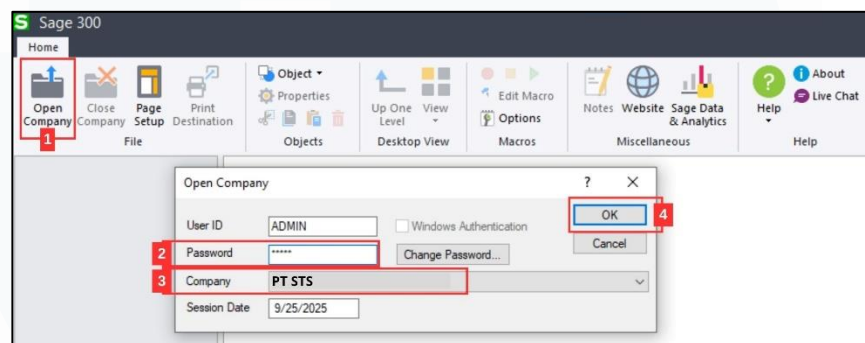 S Sage 300
Home
Open Company
Close Company
Page Setup
Print Destination
Object
Properties
Up One Level
View
Edit Macro
Options
Notes
Website
Sage Data & Analytics
Help
About
Live Chat
1
File
Objects
Desktop View
Macros
Miscellaneous
Help
Open Company ? X
User ID ADMIN Windows Authentication OK 4
2 Password ***** Change Password... Cancel
3 Company PT STS
Session Date 9/25/2025